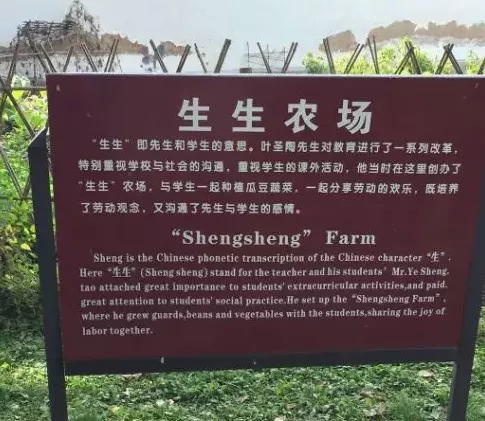 生生农场
"生生"即先生和学生的意思。叶圣陶先生对教育进行了一系列改革，
特别重视学校与社会的沟通，重视学生的课外活动，他当时在这里创办了
"生生"农场，与学生一起种植瓜豆蔬菜，一起分享劳动的欢乐，既培养
了劳动观念，又沟通了先生与学生的感情。
"Shengsheng" Farm
Sheng is the Chinese phonetic transcription of the Chinese character "生".
Here "生生" (Sheng sheng) stand for the teacher and his students' Mr.Ye Sheng.
tao attached great importance to students' extracurricular activities,and paid.
great attention to students' social practice.He set up the "Shengsheng Farm",
where he grew guards,beans and vegetables with the students,sharing the joy of
labor together.